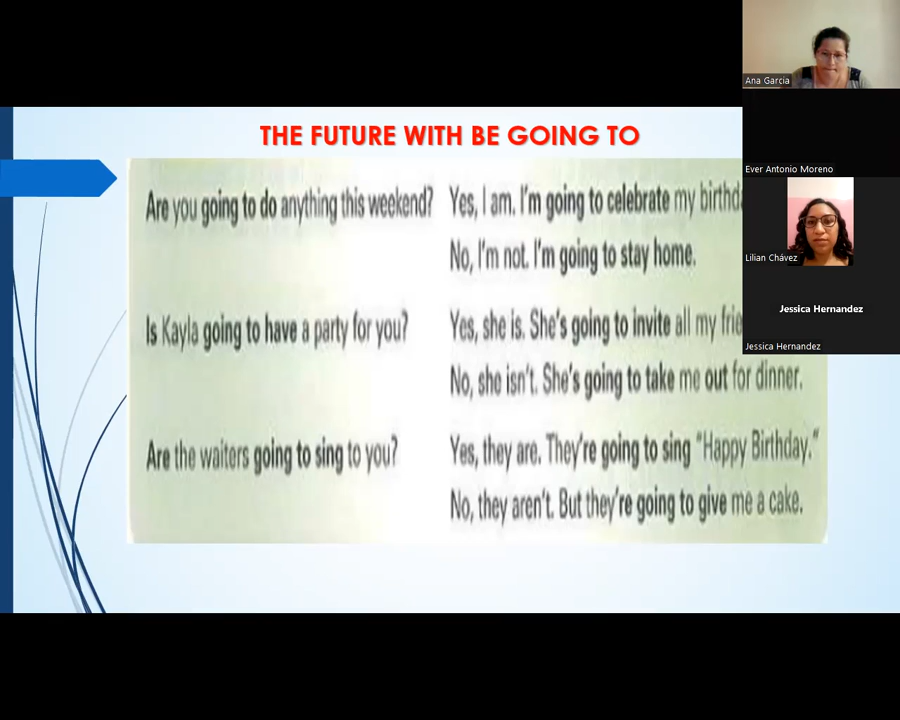 THE FUTURE WITH BE GOING TO
Are you going to do anything this weekend?
Yes, I am. I'm going to celebrate my
No, I'm not. I'm going to stay home.
Is Kayla going to have a party for you?
Yes, she is. She's going to invite all my
No, she isn't. She's going to take me out for dinner.
Are the waiters going to sing to you?
Yes, they are. They're going to sing "Happy Birthday."
No, they aren't. But they're going to give me a cake.
Ana Garcia
Ever Antonio Moreno
Lilian Chávez
Jessica Hernandez
Jessica Hernandez